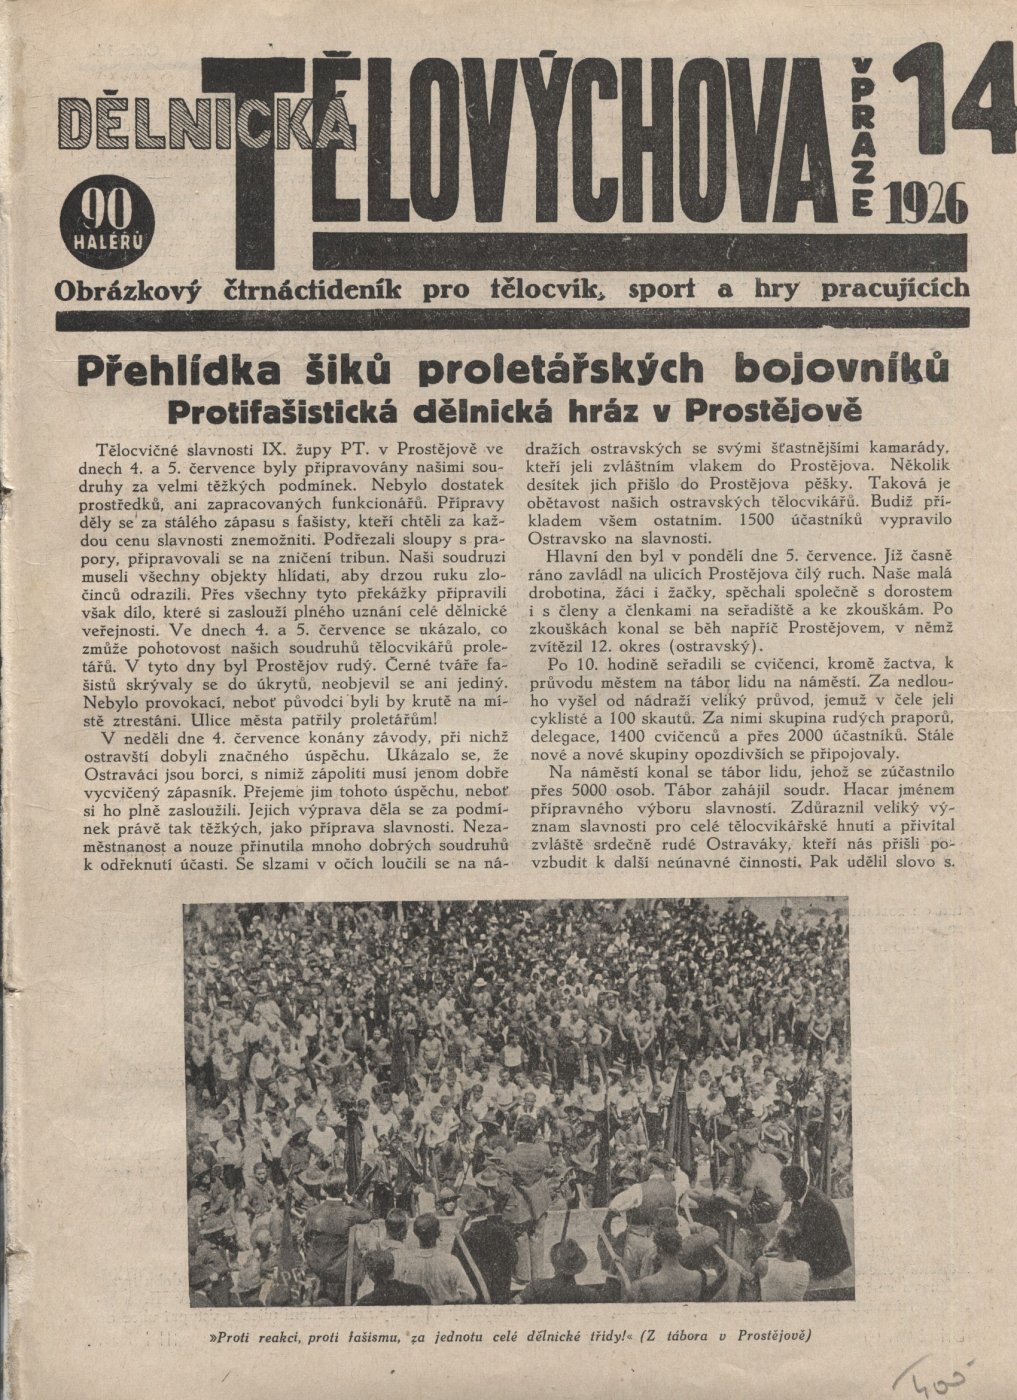 DĚLNICKÁ
TĚLOVÝCHOVA
V PRAZE
14
1926
90
HALÉŘŮ
Obrázkový čtrnáctideník pro tělocvik, sport a hry pracujících
Přehlídka šiků proletářských bojovníků
Protifašistická dělnická hráz v Prostějově
Tělocvičné slavnosti IX. župy PT. v Prostějově ve
dnech 4. a 5. července byly připravovány našimi sou-
druhy za velmi těžkých podmínek. Nebylo dostatek
prostředků, ani zapracovaných funkcionářů. Přípravy
děly se za stálého zápasu s fašisty, kteří chtěli za kaž-
dou cenu slavnosti znemožniti. Podřezali sloupy s pra-
pory, připravovali se na zničení tribun. Naši soudruzi
museli všechny objekty hlídati, aby drzou ruku zlo-
činců odrazili. Přes všechny tyto překážky připravili
však dílo, které si zaslouží plného uznání celé dělnické
veřejnosti. Ve dnech 4. a 5. července se ukázalo, co
zmůže pohotovost našich soudruhů tělocvikářů prole-
tářů. V tyto dny byl Prostějov rudý. Černé tváře fa-
šistů skrývaly se do úkrytů, neobjevil se ani jediný.
Nebylo provokací, neboť původci byli by krutě na mí-
stě ztrestáni. Ulice města patřily proletářům!
V neděli dne 4. července konány závody, při nichž
ostravští dobyli značného úspěchu. Ukázalo se, že
Ostraváci jsou borci, s nimiž zápoliti musí jenom dobře
vycvičený zápasník. Přejeme jim tohoto úspěchu, neboť
si ho plně zasloužili. Jejich výprava děla se za podmí-
nek právě tak těžkých, jako příprava slavnosti. Neza-
městnanost a nouze přinutila mnoho dobrých soudruhů
k odřeknutí účasti. Se slzami v očích loučili se na ná-
dražích ostravských se svými šťastnějšími kamarády,
kteří jeli zvláštním vlakem do Prostějova. Několik
desítek jich přišlo do Prostějova pěšky. Taková je
obětavost našich ostravských tělocvikářů. Budiž pří-
kladem všem ostatním. 1500 účastníků vypravilo
Ostravsko na slavnosti.
Hlavní den byl v pondělí dne 5. července. Již časně
ráno zavládl na ulicích Prostějova čilý ruch. Naše malá
drobotina, žáci i žačky, spěchali společně s dorostem
i s členy a členkami na seřadiště a ke zkouškám. Po
zkouškách konal se běh napříč Prostějovem, v němž
zvítězil 12. okres (ostravský).
Po 10. hodině seřadili se cvičenci, kromě žactva, k
průvodu městem na tábor lidu na náměstí. Za nedlou-
ho vyšel od nádraží veliký průvod, jemuž v čele jeli
cyklisté a 100 skautů. Za nimi skupina rudých praporů,
delegace, 1400 cvičenců a přes 2000 účastníků. Stále
nové a nové skupiny opozdivších se připojovaly.
Na náměstí konal se tábor lidu, jehož se zúčastnilo
přes 5000 osob. Tábor zahájil soudr. Hacar jménem
přípravného výboru slavností. Zdůraznil veliký vý-
znam slavnosti pro celé tělocvikářské hnutí a přivítal
zvláště srdečně rudé Ostraváky, kteří nás přišli po-
vzbudit k další neúnavné činnosti. Pak udělil slovo s.
»Proti reakci, proti fašismu, za jednotu celé dělnické třídy!« (Z tábora v Prostějově)
400